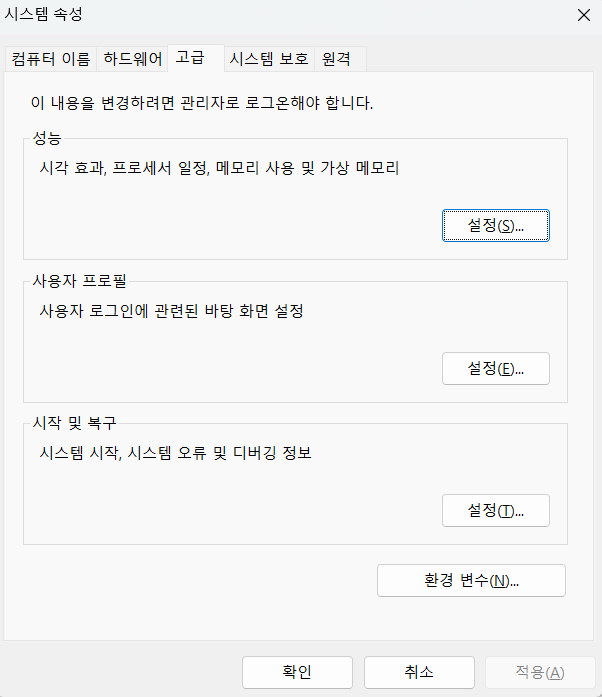 시스템 속성
컴퓨터 이름 하드웨어 고급 시스템 보호 원격
이 내용을 변경하려면 관리자로 로그온해야 합니다.
성능
시각 효과, 프로세서 일정, 메모리 사용 및 가상 메모리
설정(S)...
사용자 프로필
사용자 로그인에 관련된 바탕 화면 설정
설정(E)...
시작 및 복구
시스템 시작, 시스템 오류 및 디버깅 정보
설정(T)...
환경 변수(N)...
확인 취소 적용(A)